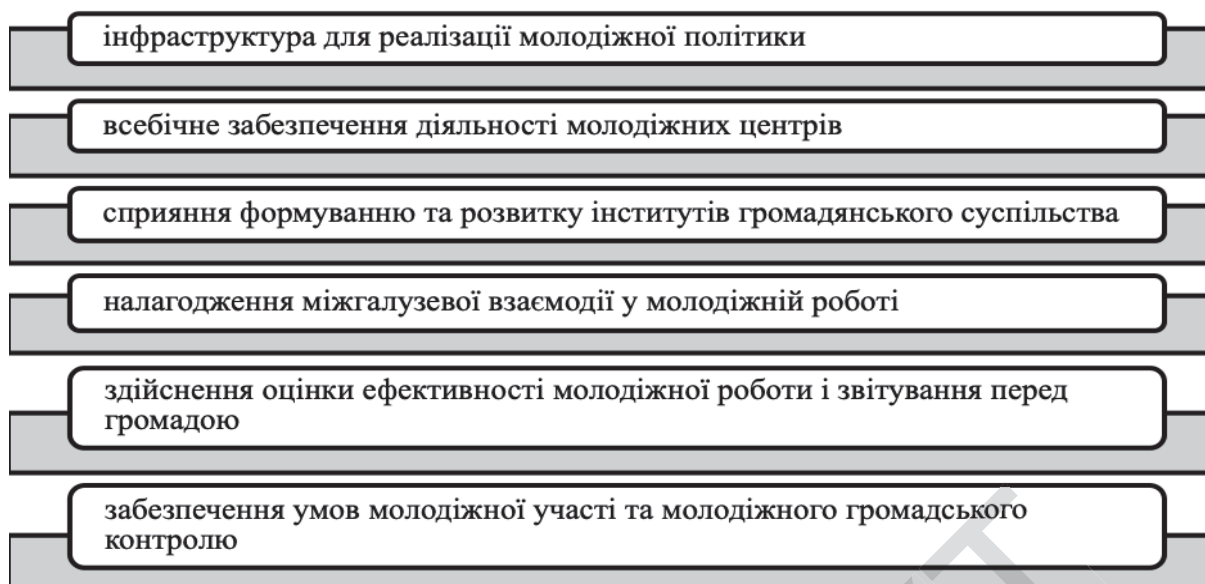 інфраструктура для реалізації молодіжної політики
всебічне забезпечення діяльності молодіжних центрів
сприяння формуванню та розвитку інститутів громадянського суспільства
налагодження міжгалузевої взаємодії у молодіжній роботі
здійснення оцінки ефективності молодіжної роботи і звітування перед
громадою
забезпечення умов молодіжної участі та молодіжного громадського
контролю